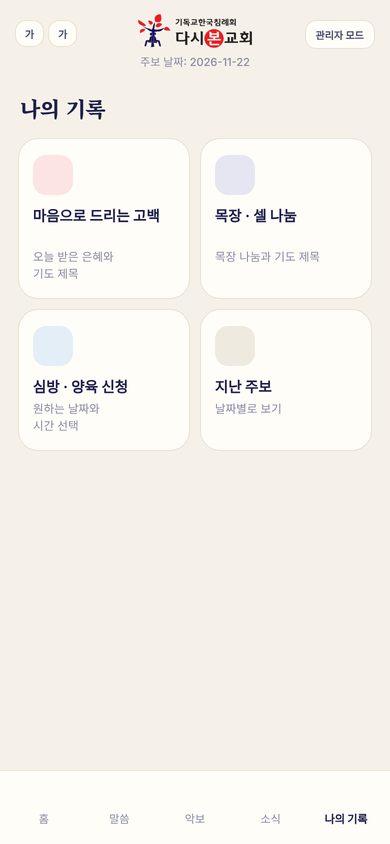 가 가
기독교한국침례회
다시본교회
관리자 모드
주보 날짜: 2026-11-22
나의 기록
마음으로 드리는 고백
오늘 받은 은혜와
기도 제목
목장 · 셀 나눔
목장 나눔과 기도 제목
심방 · 양육 신청
원하는 날짜와
시간 선택
지난 주보
날짜별로 보기
홈 말씀 악보 소식 나의 기록